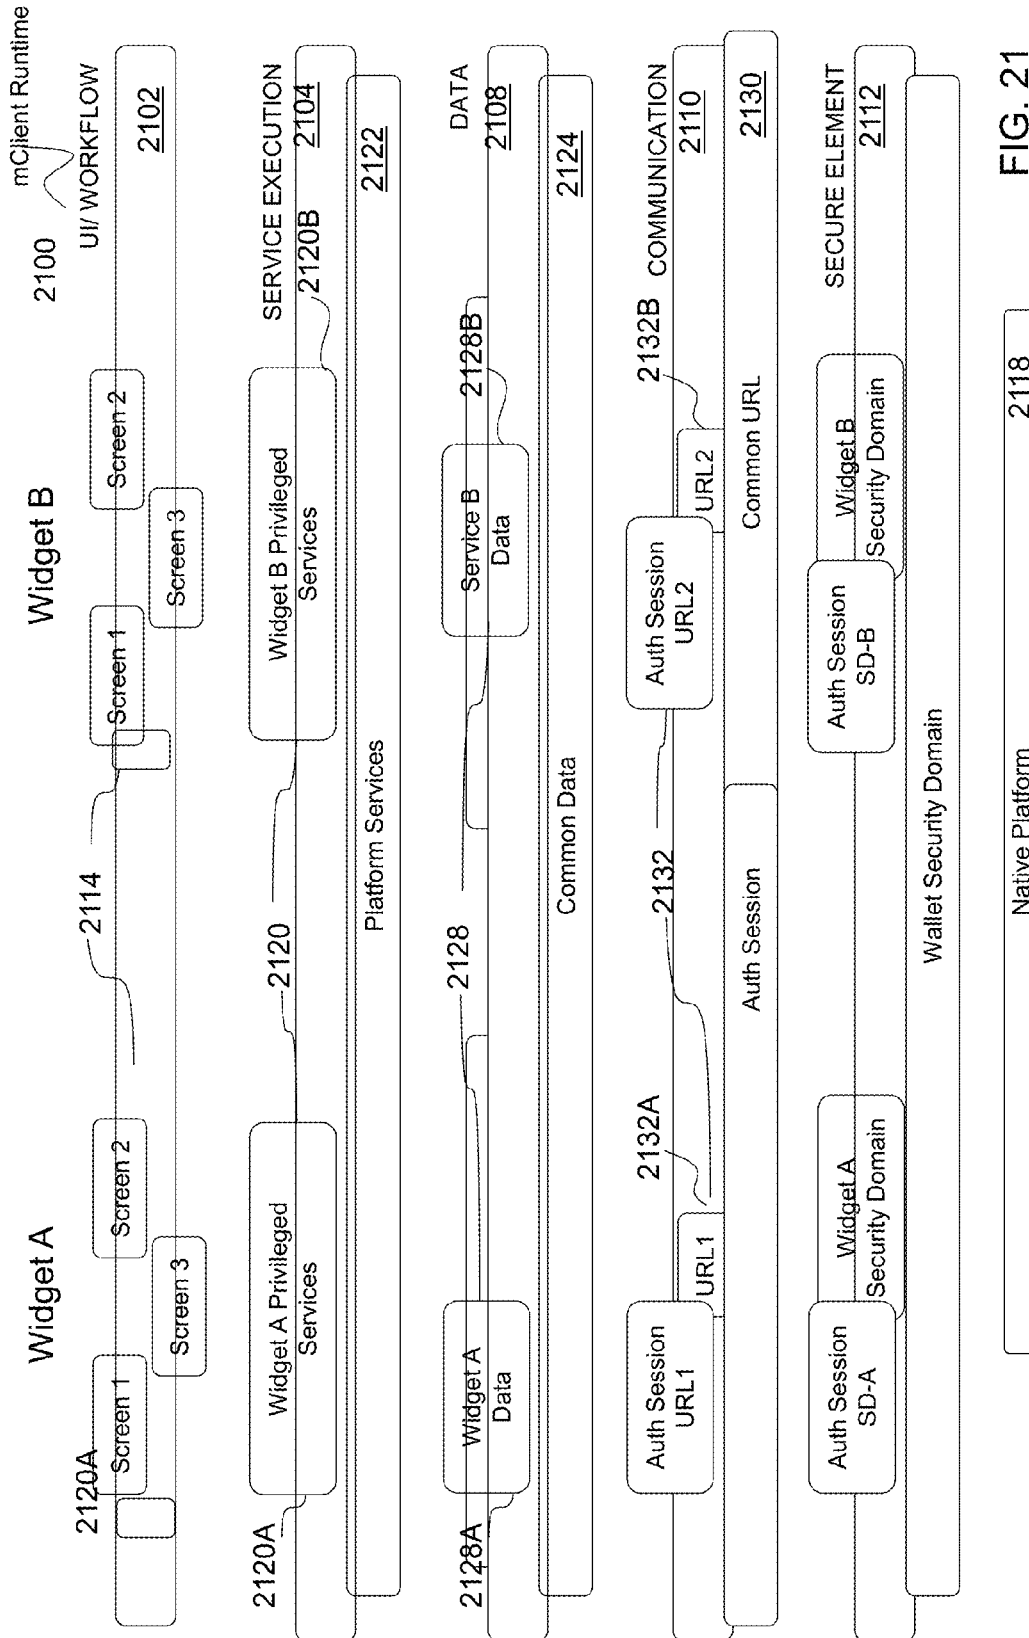 mClient Runtime
2100
UI/ WORKFLOW
Widget A
Widget B
2120A
Screen 1
Screen 2
Screen 3
2114
Screen 1
Screen 2
Screen 3
2102
SERVICE EXECUTION
2120A
Widget A Privileged
Services
2120
Widget B Privileged
Services
2120B
2104
Platform Services
2122
DATA
2128A
Widget A
Data
2128
Service B
Data
2128B
2108
Common Data
2124
COMMUNICATION
Auth Session
URL1
URL1
2132A
2132
Auth Session
URL2
URL2
2132B
2110
Auth Session
Common URL
2130
SECURE ELEMENT
Auth Session
SD-A
Widget A
Security Domain
Auth Session
SD-B
Widget B
Security Domain
2112
Wallet Security Domain
Native Platform
2118
FIG. 21